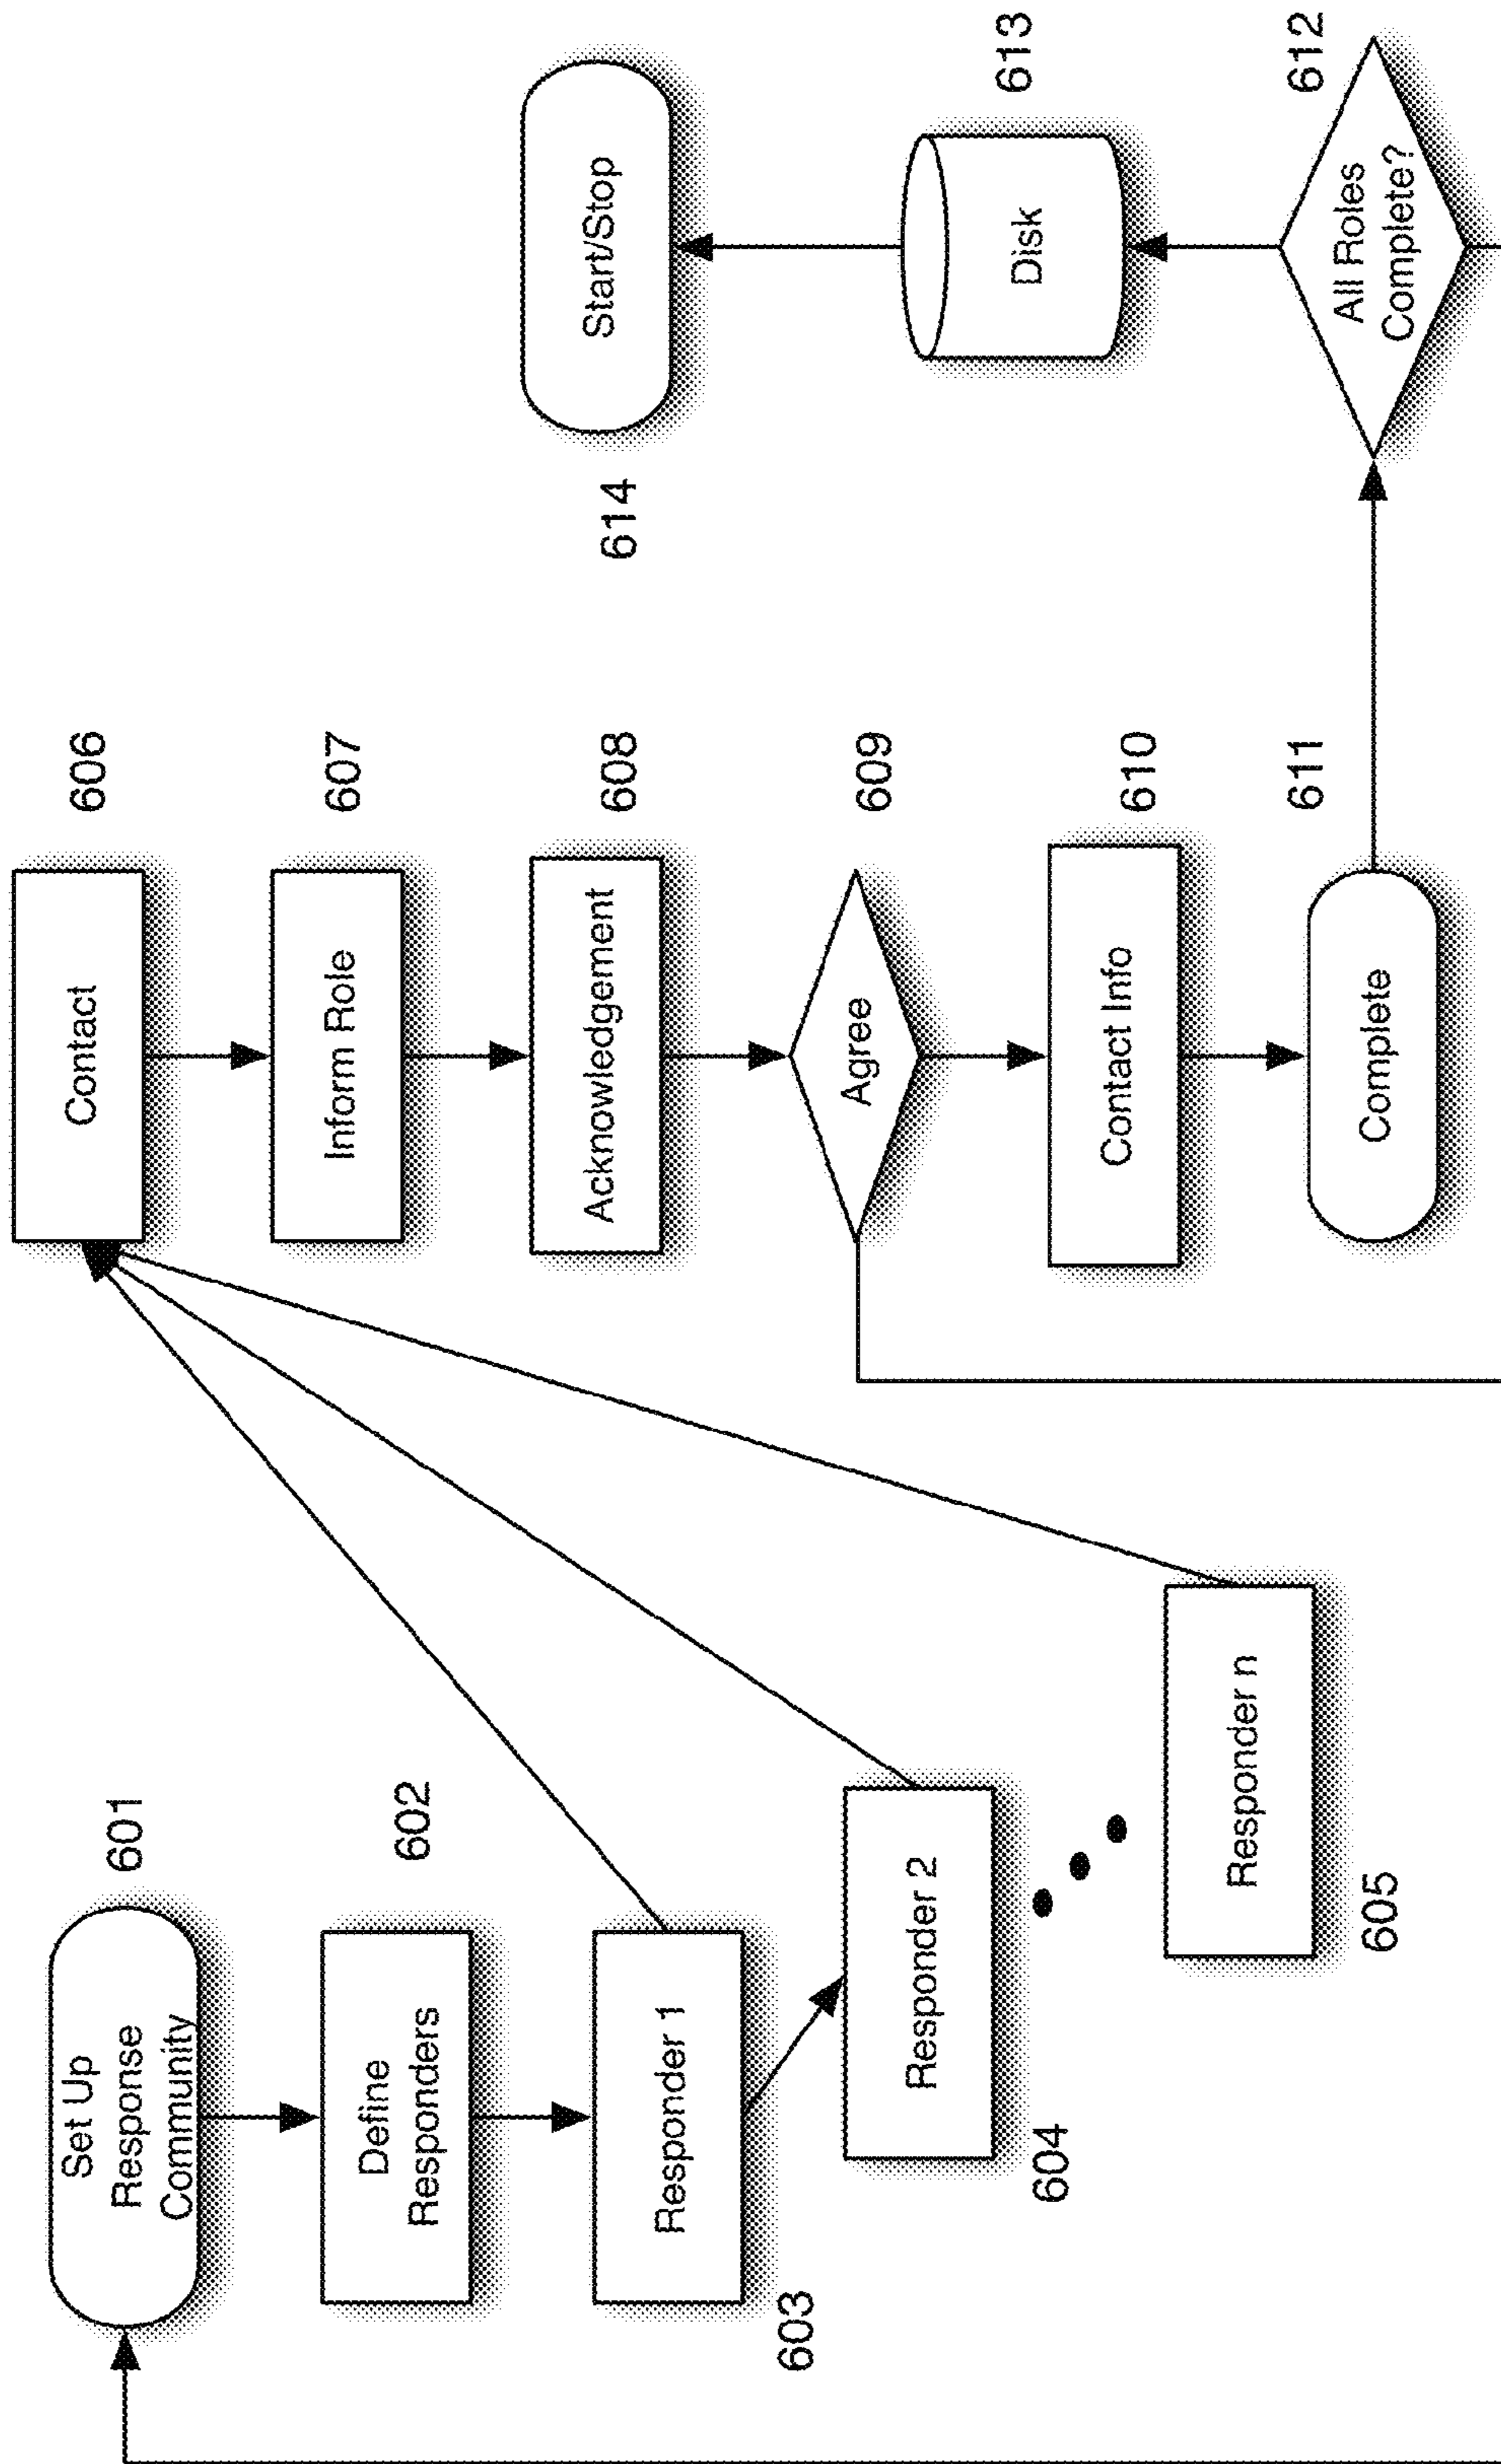 Set Up
Response
Community
601
Define
Responders
602
Responder 1
603
Responder 2
604
Responder n
605
Contact
606
Inform Role
607
Acknowledgement
608
Agree
609
Contact Info
610
Complete
611
All Roles
Complete?
612
Disk
613
Start/Stop
614